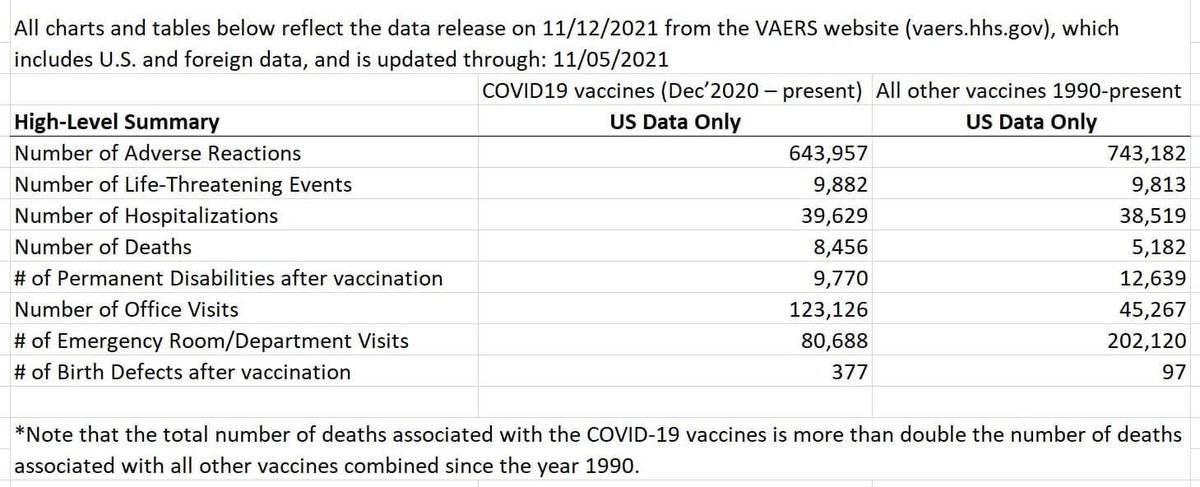 All charts and tables below reflect the data release on 11/12/2021 from the VAERS website (vaers.hhs.gov), which
includes U.S. and foreign data, and is updated through: 11/05/2021
COVID19 vaccines (Dec’2020 – present) All other vaccines 1990-present
High-Level Summary US Data Only US Data Only
Number of Adverse Reactions 643,957 743,182
Number of Life-Threatening Events 9,882 9,813
Number of Hospitalizations 39,629 38,519
Number of Deaths 8,456 5,182
# of Permanent Disabilities after vaccination 9,770 12,639
Number of Office Visits 123,126 45,267
# of Emergency Room/Department Visits 80,688 202,120
# of Birth Defects after vaccination 377 97
*Note that the total number of deaths associated with the COVID-19 vaccines is more than double the number of deaths
associated with all other vaccines combined since the year 1990.